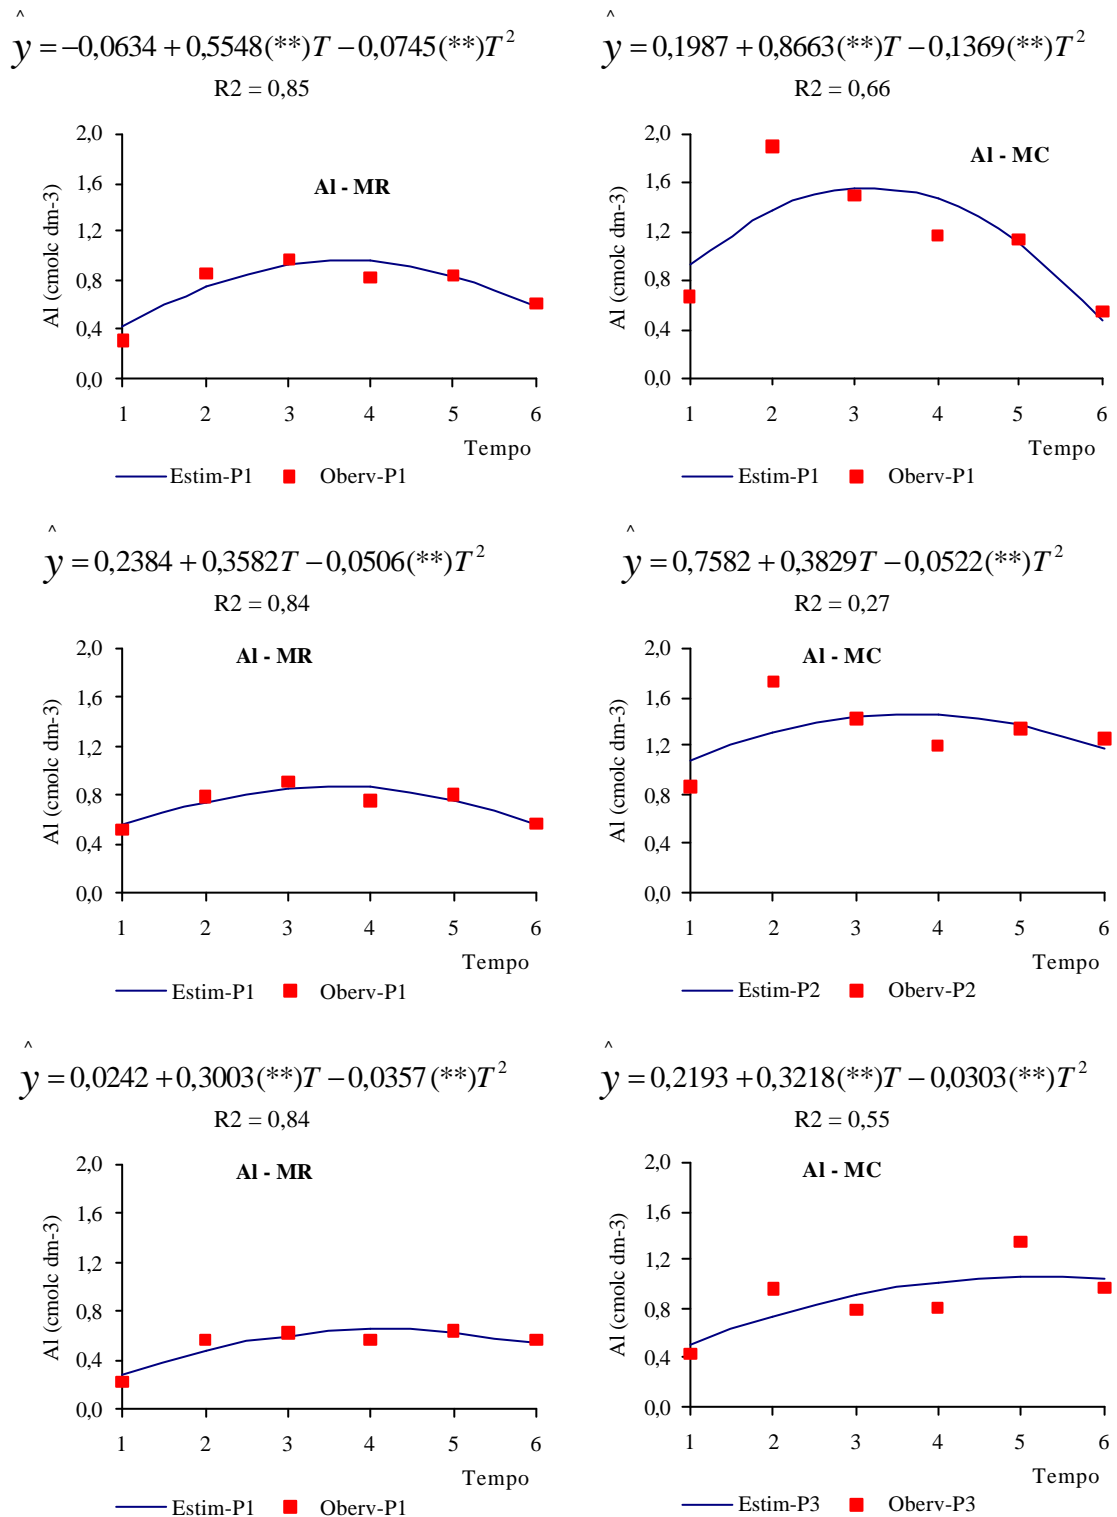 ^
y = −0,0634 + 0,5548(**)T − 0,0745(**)T²
R2 = 0,85
Al (cmolc dm-3)
2,0
1,6
1,2
0,8
0,4
0,0
Al - MR
1 2 3 4 5 6
Tempo
Estim-P1 Oberv-P1
^
y = 0,1987 + 0,8663(**)T − 0,1369(**)T²
R2 = 0,66
Al (cmolc dm-3)
2,0
1,6
1,2
0,8
0,4
0,0
Al - MC
1 2 3 4 5 6
Tempo
Estim-P1 Oberv-P1
^
y = 0,2384 + 0,3582T − 0,0506(**)T²
R2 = 0,84
Al (cmolc dm-3)
2,0
1,6
1,2
0,8
0,4
0,0
Al - MR
1 2 3 4 5 6
Tempo
Estim-P1 Oberv-P1
^
y = 0,7582 + 0,3829T − 0,0522(**)T²
R2 = 0,27
Al (cmolc dm-3)
2,0
1,6
1,2
0,8
0,4
0,0
Al - MC
1 2 3 4 5 6
Tempo
Estim-P2 Oberv-P2
^
y = 0,0242 + 0,3003(**)T − 0,0357(**)T²
R2 = 0,84
Al (cmolc dm-3)
2,0
1,6
1,2
0,8
0,4
0,0
Al - MR
1 2 3 4 5 6
Tempo
Estim-P1 Oberv-P1
^
y = 0,2193 + 0,3218(**)T − 0,0303(**)T²
R2 = 0,55
Al (cmolc dm-3)
2,0
1,6
1,2
0,8
0,4
0,0
Al - MC
1 2 3 4 5 6
Tempo
Estim-P3 Oberv-P3